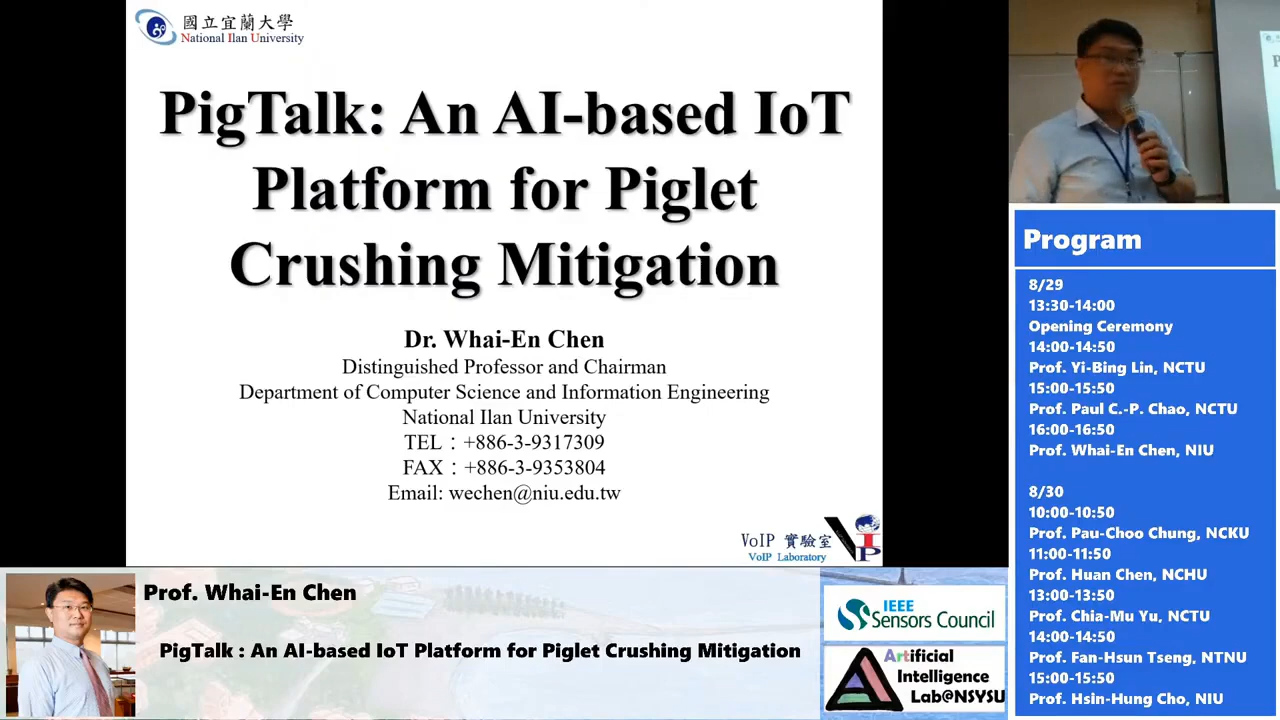 國立宜蘭大學
National Ilan University
PigTalk: An AI-based IoT
Platform for Piglet
Crushing Mitigation
Dr. Whai-En Chen
Distinguished Professor and Chairman
Department of Computer Science and Information Engineering
National Ilan University
TEL：+886-3-9317309
FAX：+886-3-9353804
Email: wechen@niu.edu.tw
VoIP 實驗室
VoIP Laboratory
VIP
Program
8/29
13:30-14:00
Opening Ceremony
14:00-14:50
Prof. Yi-Bing Lin, NCTU
15:00-15:50
Prof. Paul C.-P. Chao, NCTU
16:00-16:50
Prof. Whai-En Chen, NIU
8/30
10:00-10:50
Prof. Pau-Choo Chung, NCKU
11:00-11:50
Prof. Huan Chen, NCHU
13:00-13:50
Prof. Chia-Mu Yu, NCTU
14:00-14:50
Prof. Fan-Hsun Tseng, NTNU
15:00-15:50
Prof. Hsin-Hung Cho, NIU
Prof. Whai-En Chen
PigTalk : An AI-based IoT Platform for Piglet Crushing Mitigation
IEEE
Sensors Council
Artificial
Intelligence
Lab@NSYSU